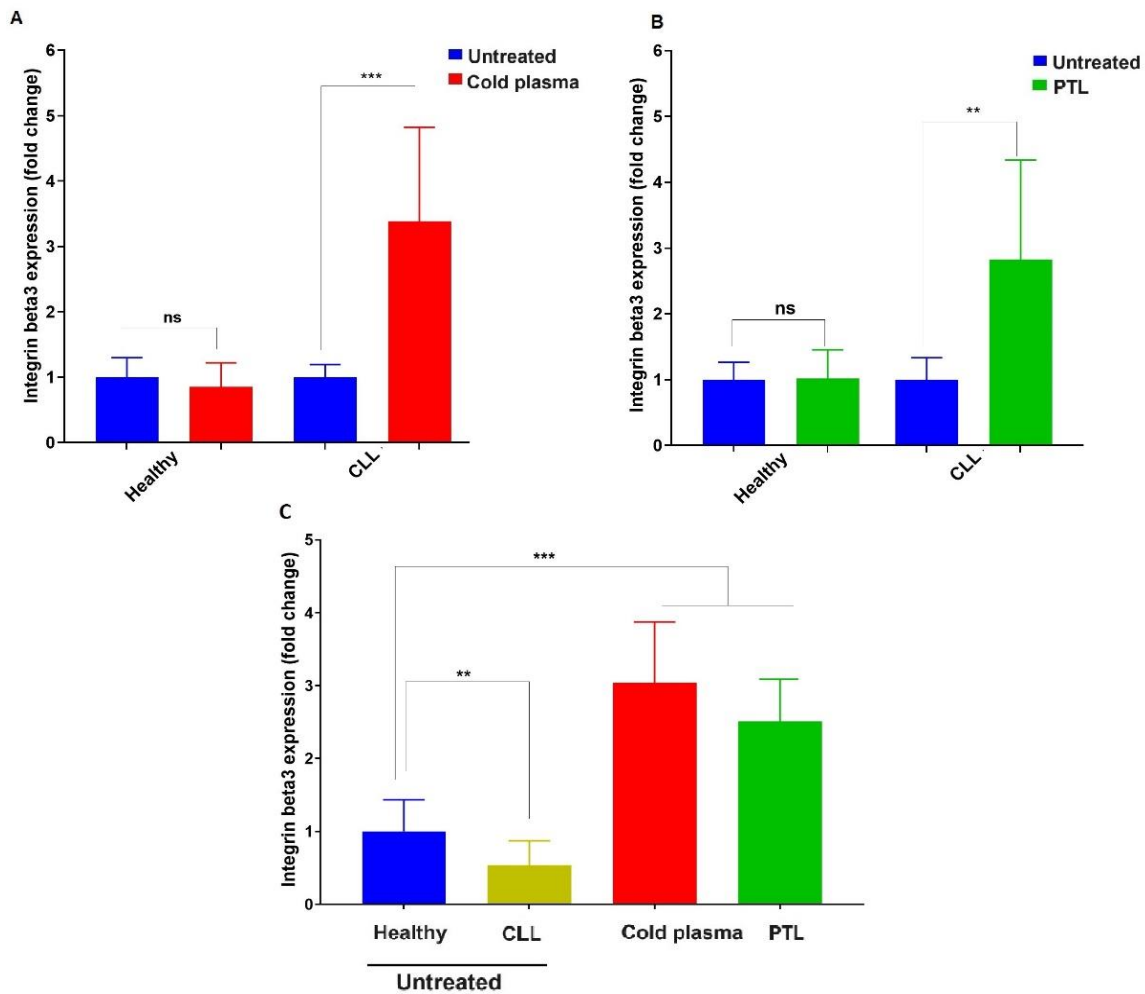 A
Integrin beta3 expression (fold change)
6
5
4
3
2
1
0
Untreated
Cold plasma
***
ns
Healthy
CLL
B
Integrin beta3 expression (fold change)
6
5
4
3
2
1
0
Untreated
PTL
**
ns
Healthy
CLL
C
Integrin beta3 expression (fold change)
5
4
3
2
1
0
***
**
Healthy CLL Cold plasma PTL
Untreated